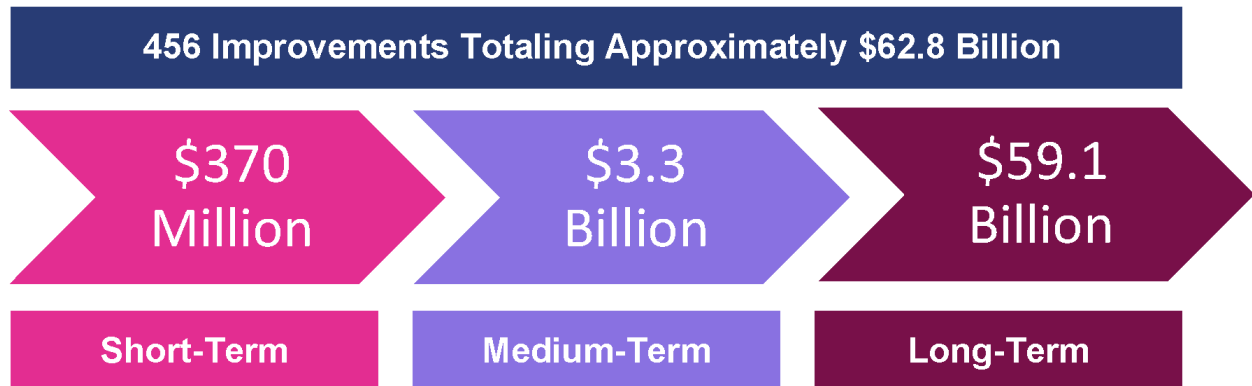 456 Improvements Totaling Approximately $62.8 Billion
$370
Million
$3.3
Billion
$59.1
Billion
Short-Term
Medium-Term
Long-Term